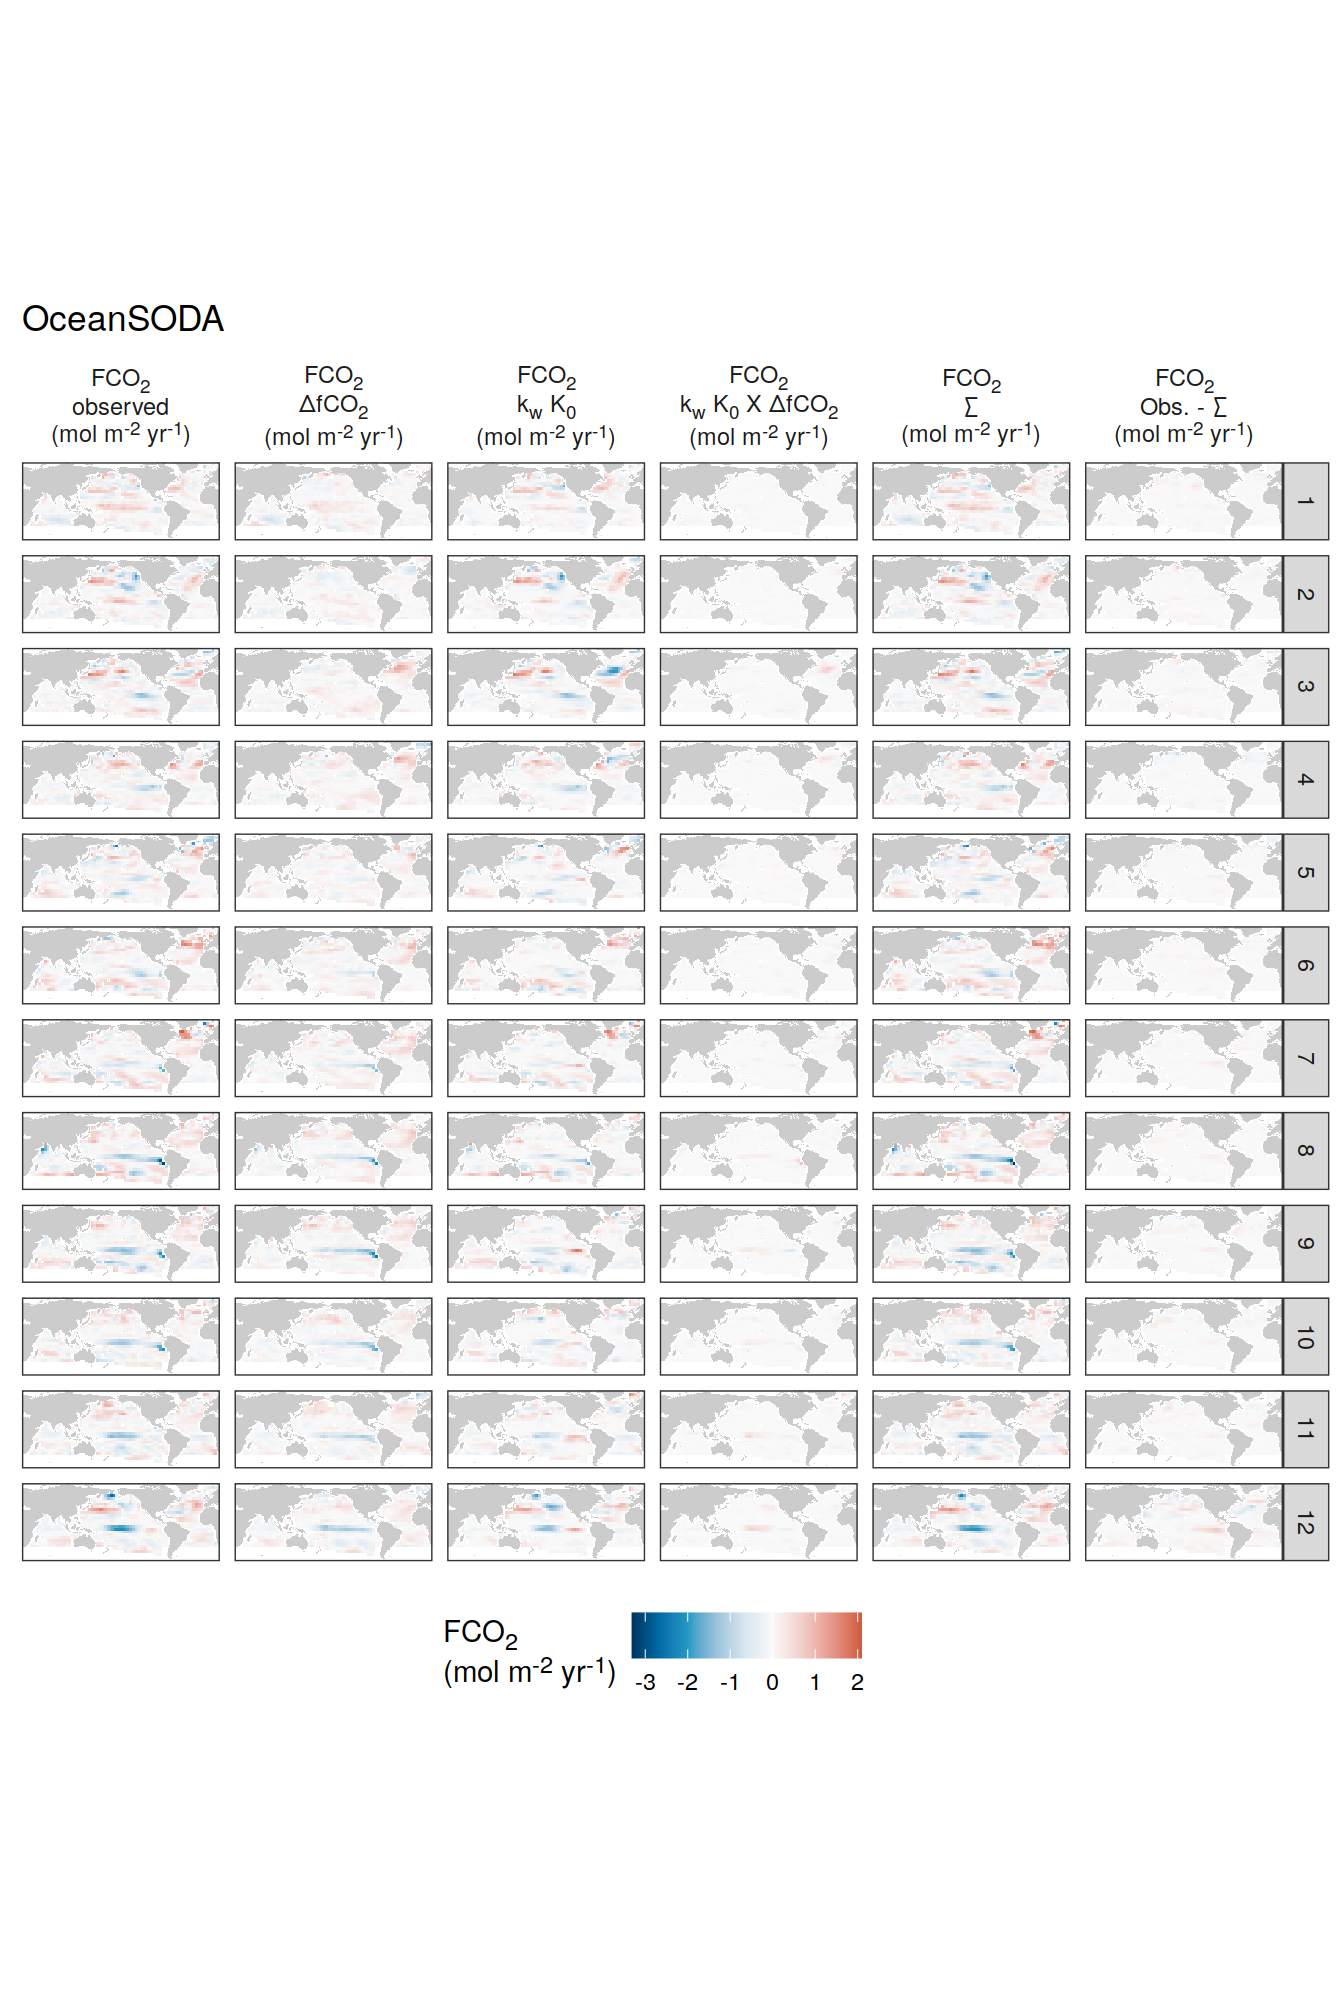 OceanSODA
FCO2 FCO2 FCO2 FCO2 FCO2 FCO2
observed ΔfCO2 kw K0 kw K0 X ΔfCO2 ∑ Obs. - ∑
(mol m-2 yr-1) (mol m-2 yr-1) (mol m-2 yr-1) (mol m-2 yr-1) (mol m-2 yr-1) (mol m-2 yr-1)
1
2
3
4
5
6
7
8
9
10
11
12
FCO2
(mol m-2 yr-1)
-3 -2 -1 0 1 2